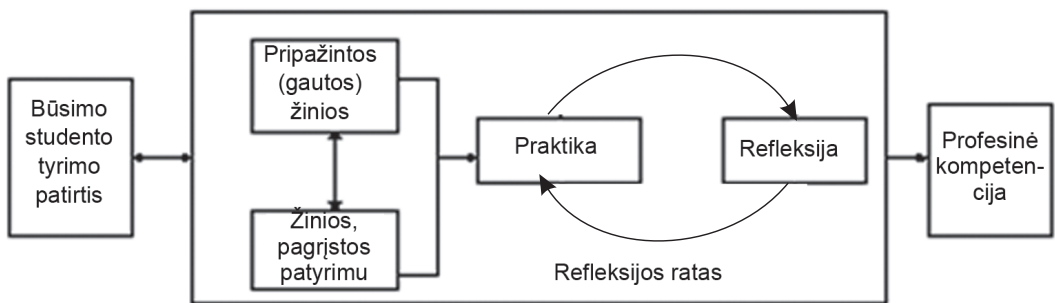 Būsimo
studento
tyrimo
patirtis
Pripažintos
(gautos)
žinios
Žinios,
pagrįstos
patyrimu
Praktika
Refleksija
Refleksijos ratas
Profesinė
kompeten-
cija